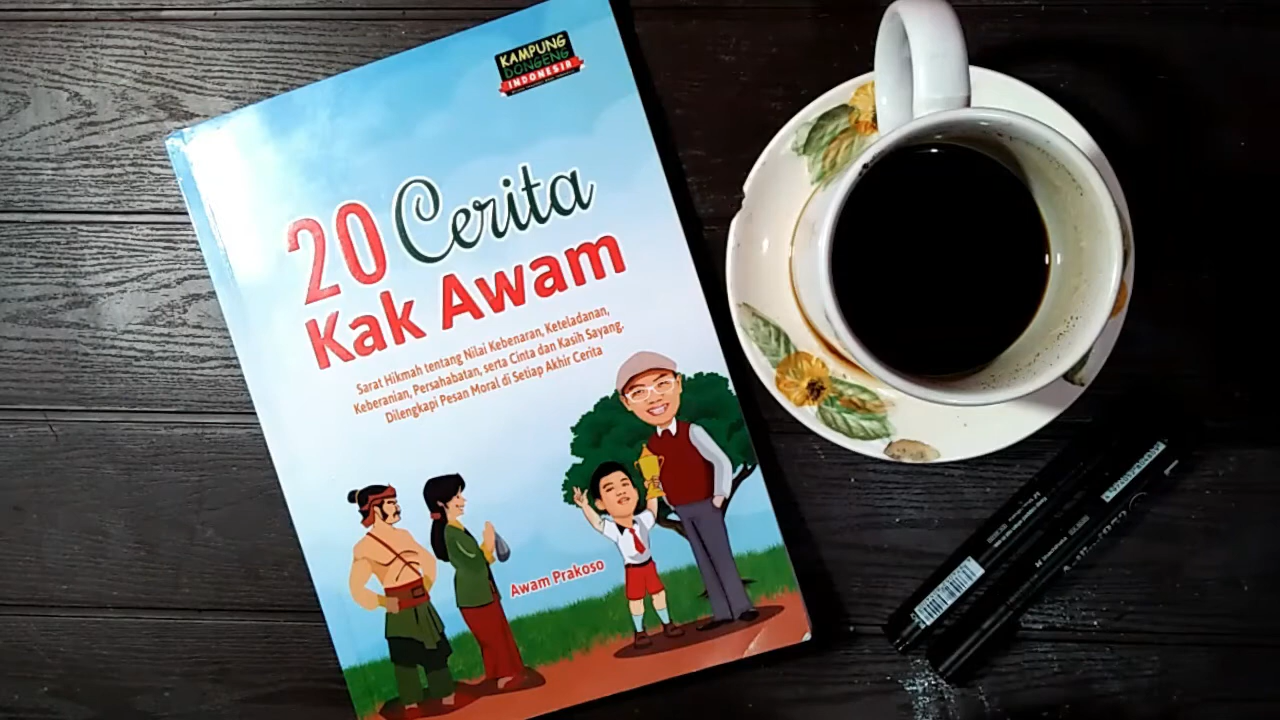 KAMPUNG
DONGENG
INDONESIA
20 Cerita
Kak Awam
Sarat Hikmah tentang Nilai Kebenaran, Keteladanan,
Keberanian, Persahabatan, serta Cinta dan Kasih Sayang.
Dilengkapi Pesan Moral di Setiap Akhir Cerita
Awam Prakoso